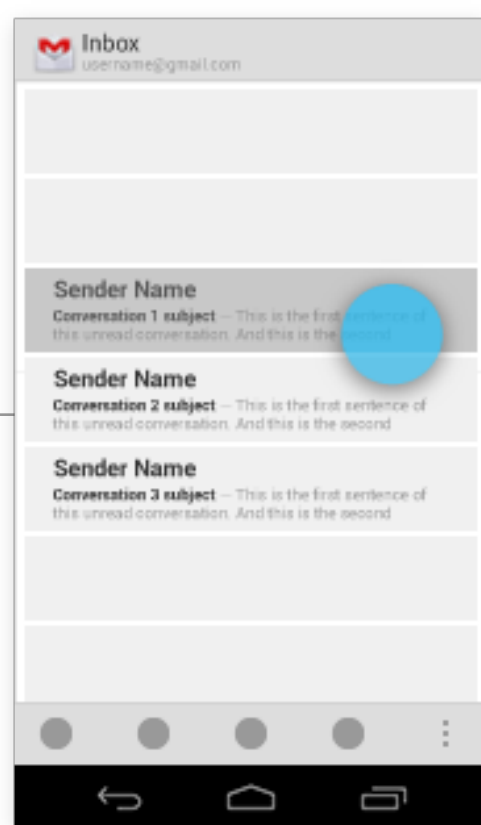 Inbox
username@gmail.com
Sender Name
Conversation 1 subject – This is the first sentence of
this unread conversation. And this is the second
Sender Name
Conversation 2 subject – This is the first sentence of
this unread conversation. And this is the second
Sender Name
Conversation 3 subject – This is the first sentence of
this unread conversation. And this is the second